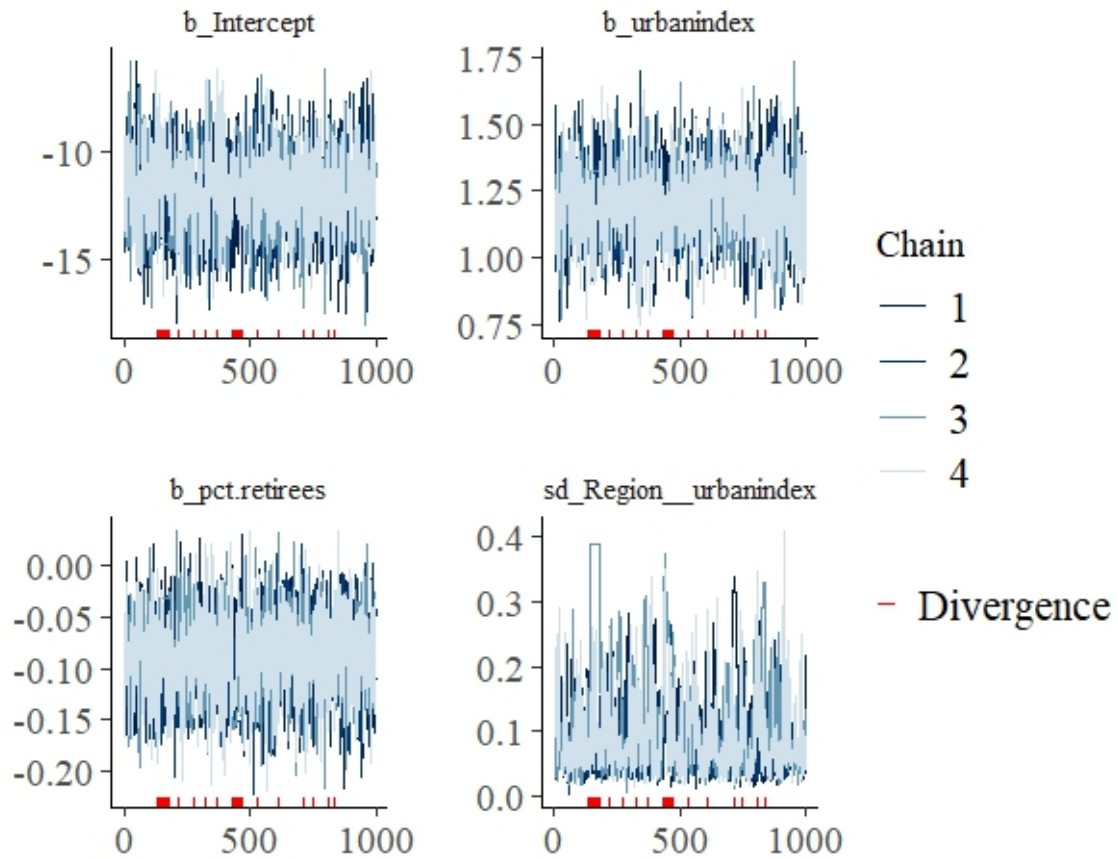 b_Intercept
-10
-15
0 500 1000
b_urbanindex
1.75
1.50
1.25
1.00
0.75
0 500 1000
b_pct.retirees
0.00
-0.05
-0.10
-0.15
-0.20
0 500 1000
sd_Region__urbanindex
0.4
0.3
0.2
0.1
0.0
0 500 1000
Chain
1
2
3
4
Divergence